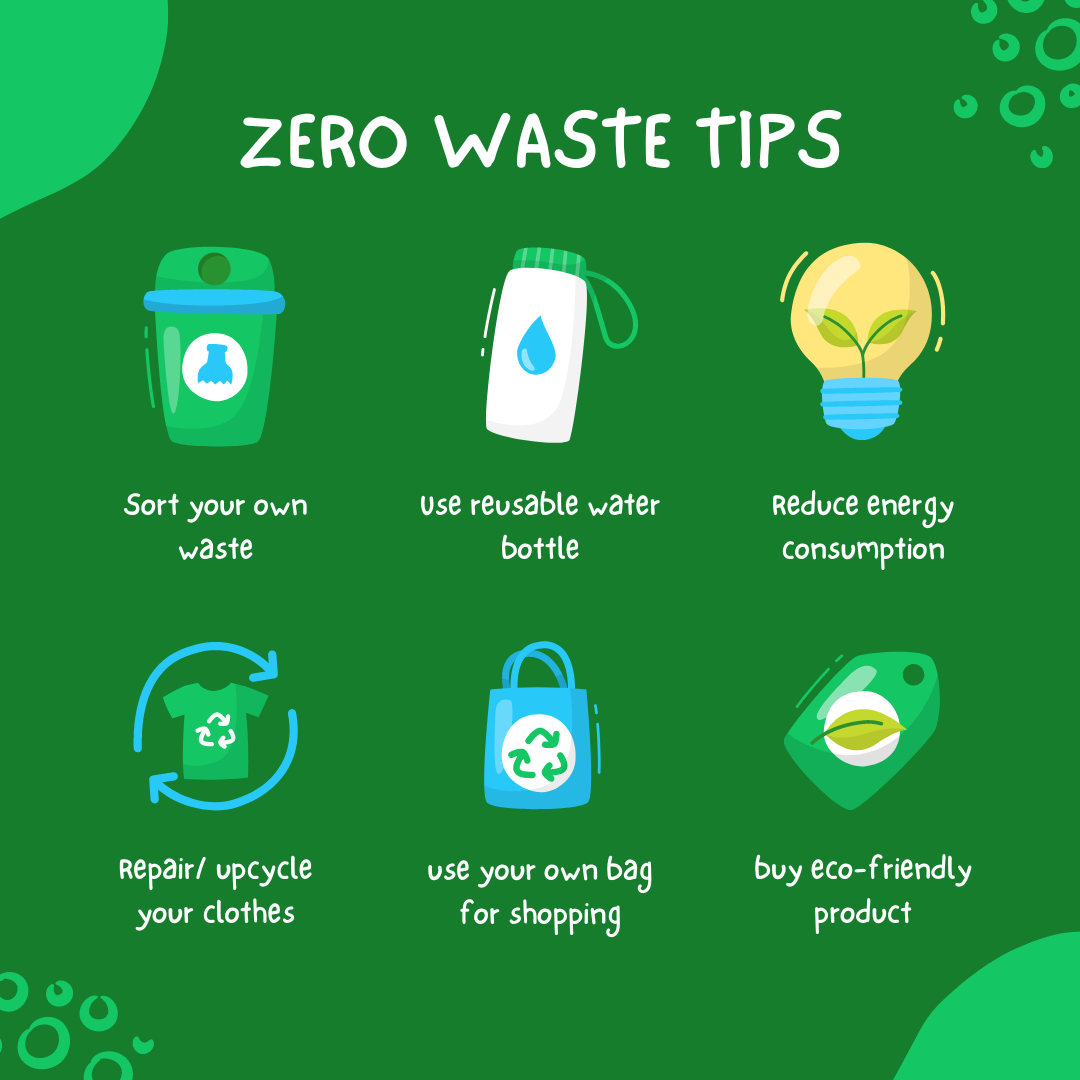 ZERO WASTE TIPS
Sort your own
waste
Use reusable water
bottle
Reduce energy
consumption
Repair/ upcycle
your clothes
use your own bag
for shopping
buy eco-friendly
product